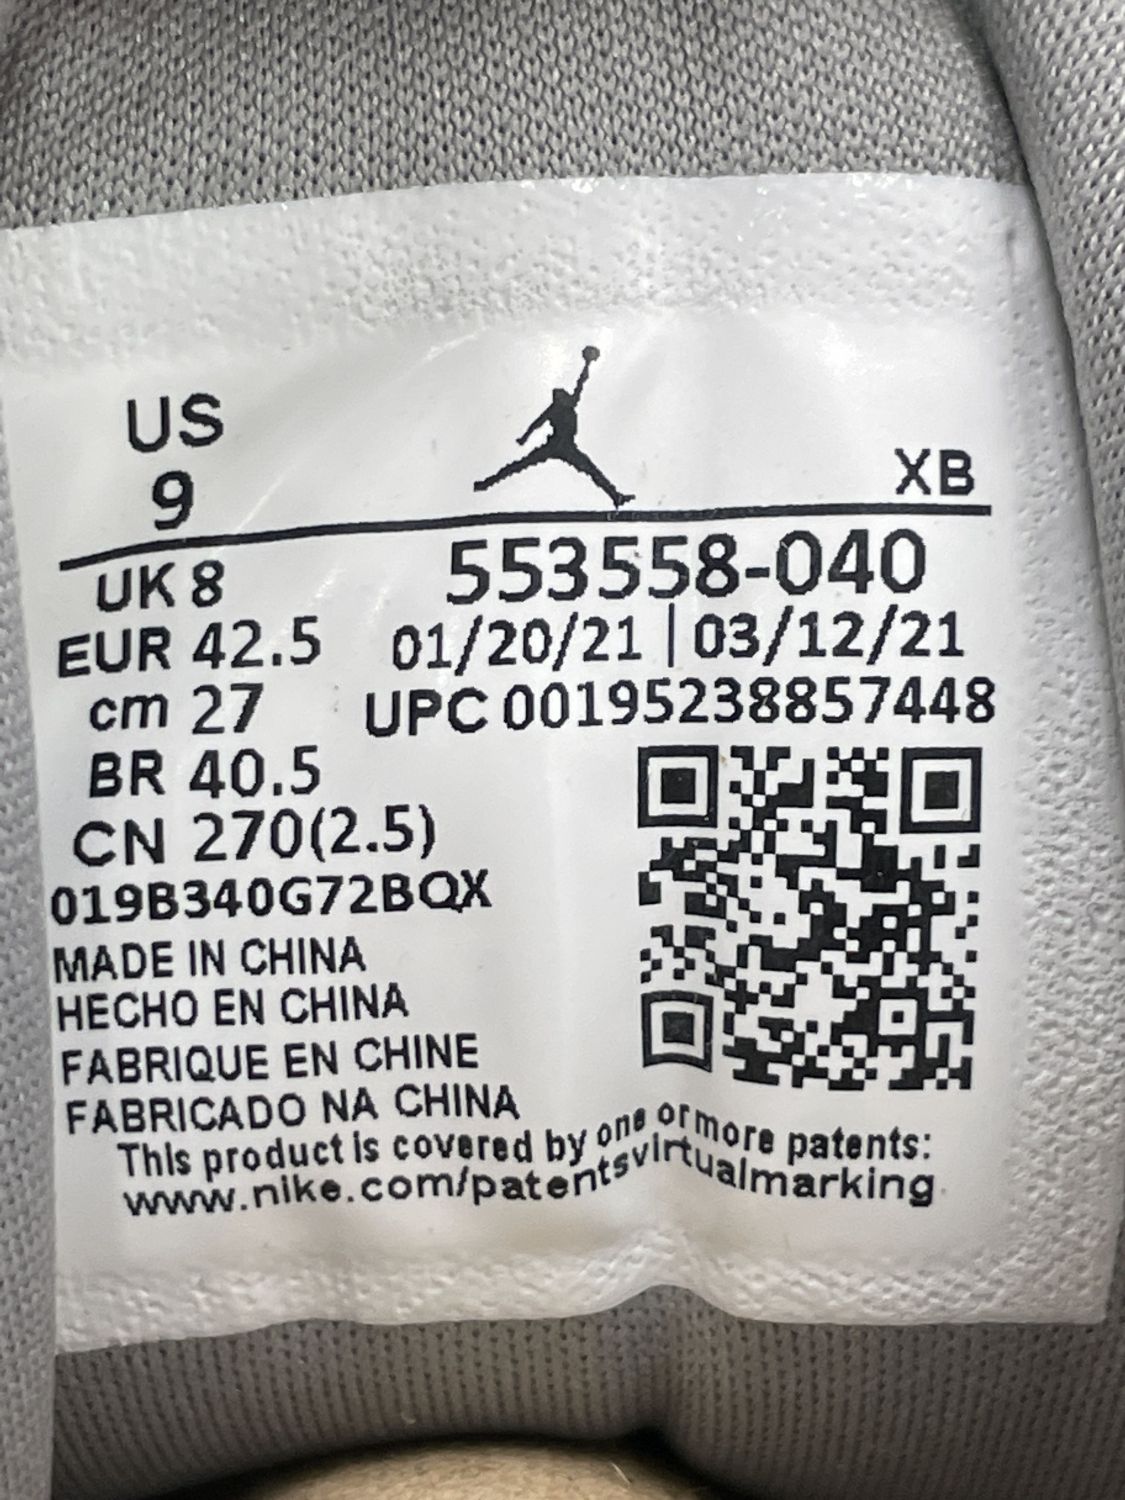 US
9
XB
UK 8
553558-040
EUR 42.5
01/20/21 | 03/12/21
cm 27
UPC 00195238857448
BR 40.5
CN 270(2.5)
019B340G72BQX
MADE IN CHINA
HECHO EN CHINA
FABRIQUE EN CHINE
FABRICADO NA CHINA
This product is covered by one or more patents:
www.nike.com/patentsvirtualmarking